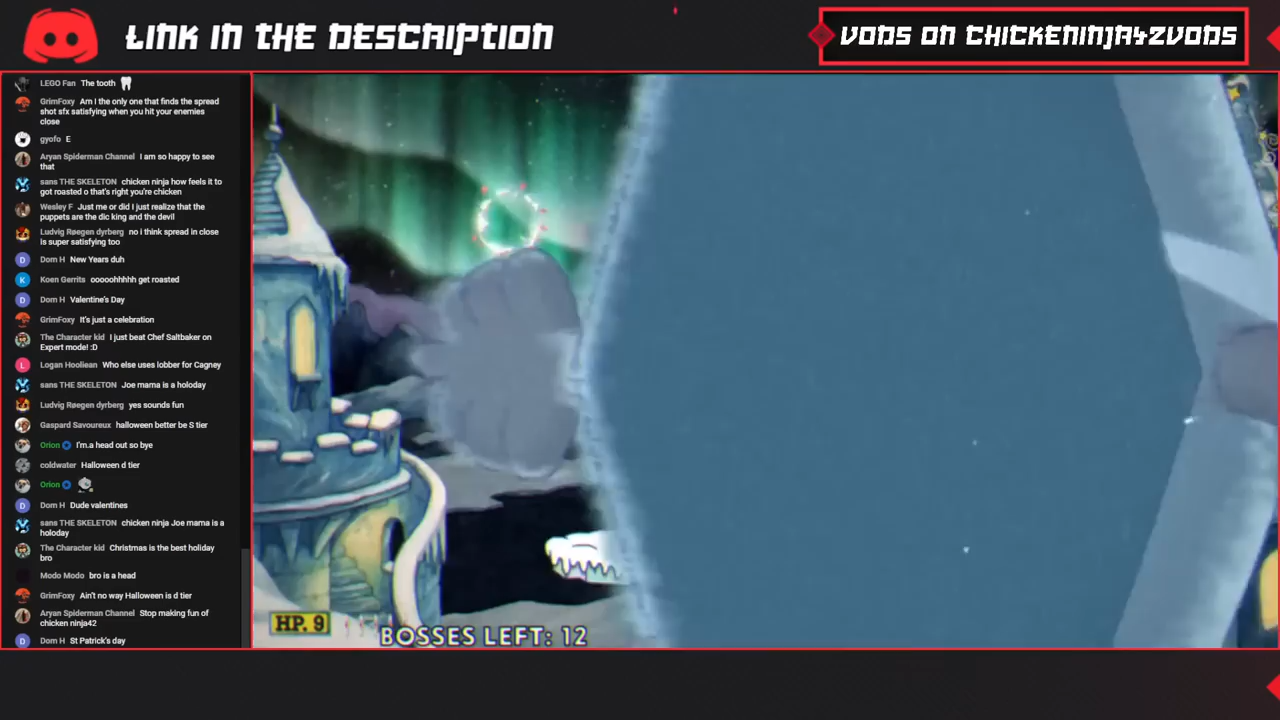 LINK IN THE DESCRIPTION
VODS ON CHICKENINJA42VODS
LEGO Fan The tooth
GrimFoxy Am I the only one that finds the spread
shot sfx satisfying when you hit your enemies
close
gyofo E
Aryan Spiderman Channel I am so happy to see
that
sans THE SKELETON chicken ninja how feels it to
got roasted o that's right you're chicken
Wesley F Just me or did I just realize that the
puppets are the dic king and the devil
Ludvig Røegen dyrberg no i think spread in close
is super satisfying too
Dom H New Years duh
Koen Gerrits ooooohhhhh get roasted
Dom H Valentine's Day
GrimFoxy It's just a celebration
The Character kid I just beat Chef Saltbaker on
Expert mode! :D
Logan Hooliean Who else uses lobber for Cagney
sans THE SKELETON Joe mama is a holoday
Ludvig Røegen dyrberg yes sounds fun
Gaspard Savoureux halloween better be S tier
Orion I'm.a head out so bye
coldwater Halloween d tier
Orion
Dom H Dude valentines
sans THE SKELETON chicken ninja Joe mama is a
holoday
The Character kid Christmas is the best holiday
bro
Modo Modo bro is a head
GrimFoxy Ain't no way Halloween is d tier
Aryan Spiderman Channel Stop making fun of
chicken ninja42
Dom H St Patrick's day
HP. 9
BOSSES LEFT: 12